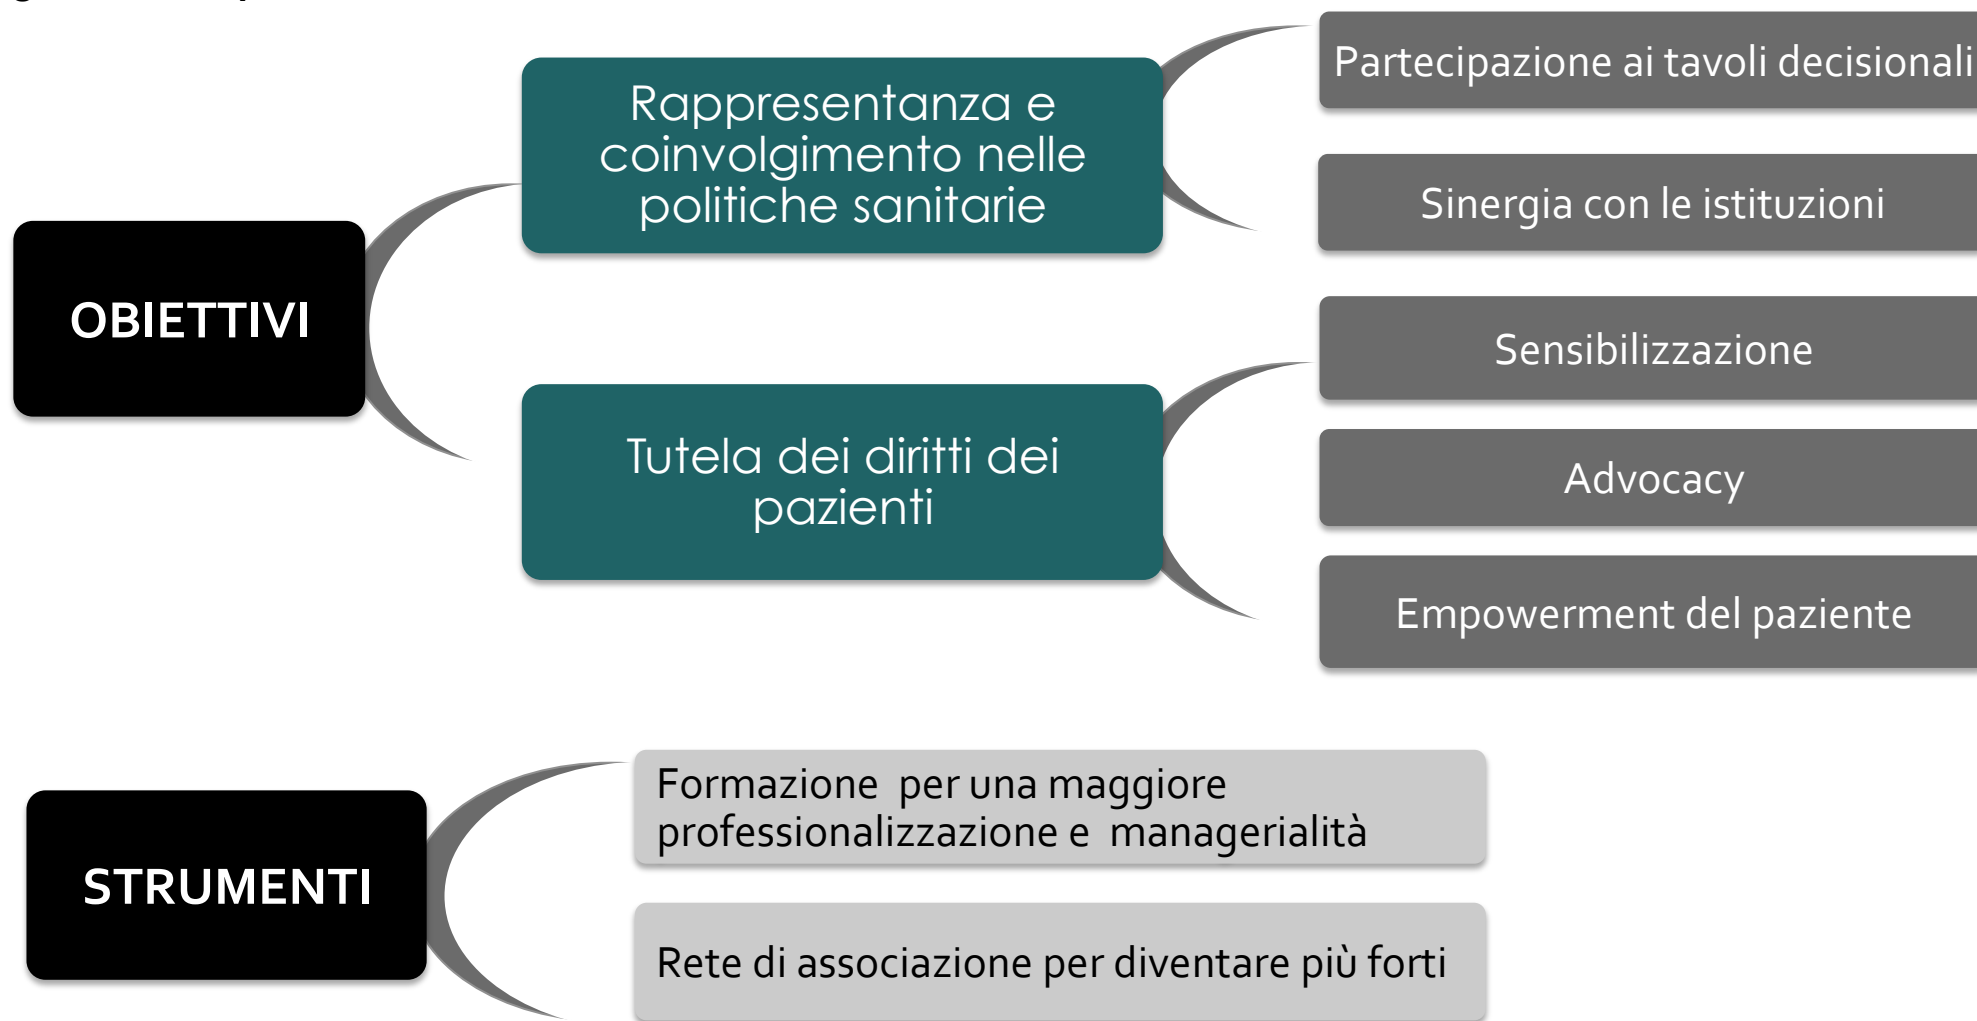 OBIETTIVI
Rappresentanza e
coinvolgimento nelle
politiche sanitarie
Partecipazione ai tavoli decisionali
Sinergia con le istituzioni
Tutela dei diritti dei
pazienti
Sensibilizzazione
Advocacy
Empowerment del paziente
STRUMENTI
Formazione per una maggiore
professionalizzazione e managerialità
Rete di associazione per diventare più forti